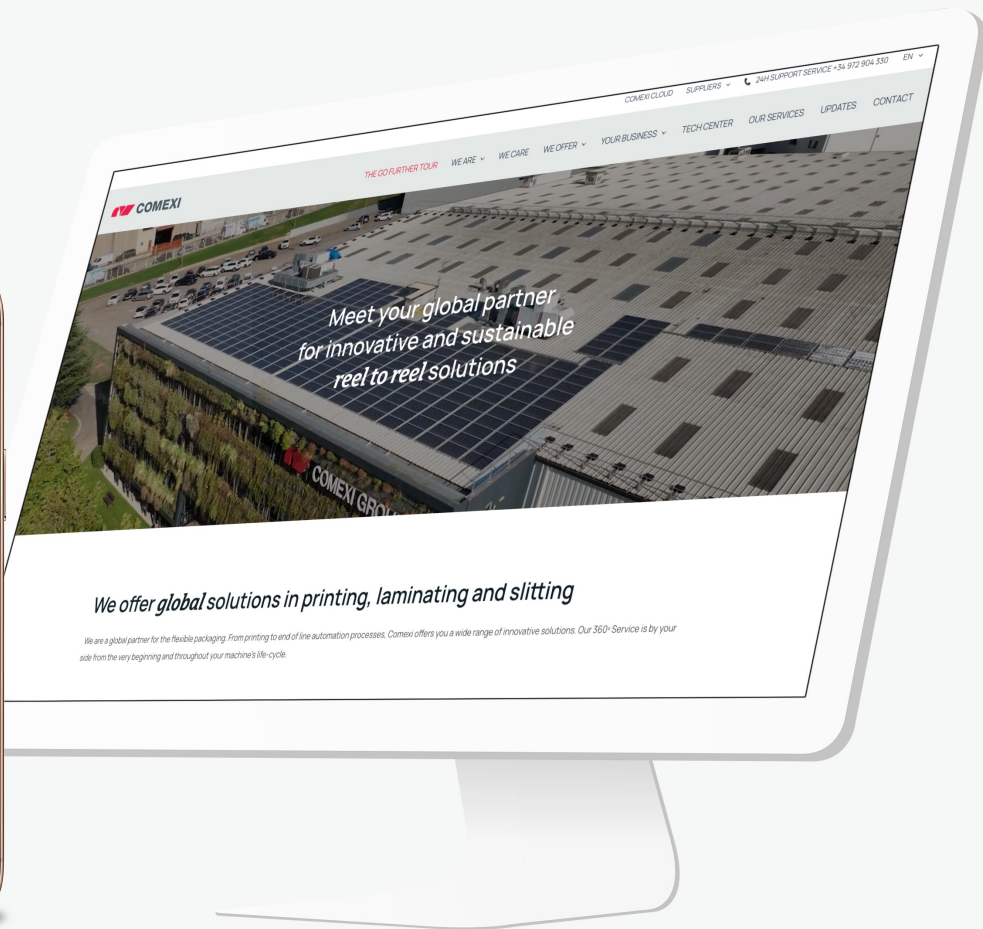 COMEXI CLOUD SUPPLIERS 24H SUPPORT SERVICE +34 972 904 330 EN
COMEXI THE GO FURTHER TOUR WE ARE WE CARE WE OFFER YOUR BUSINESS TECH CENTER OUR SERVICES UPDATES CONTACT
Meet your global partner
for innovative and sustainable
reel to reel solutions
COMEXI GROU
We offer global solutions in printing, laminating and slitting
We are a global partner for the flexible packaging. From printing to end of line automation processes, Comexi offers you a wide range of innovative solutions. Our 360º Service is by your
side from the very beginning and throughout your machine's life-cycle.